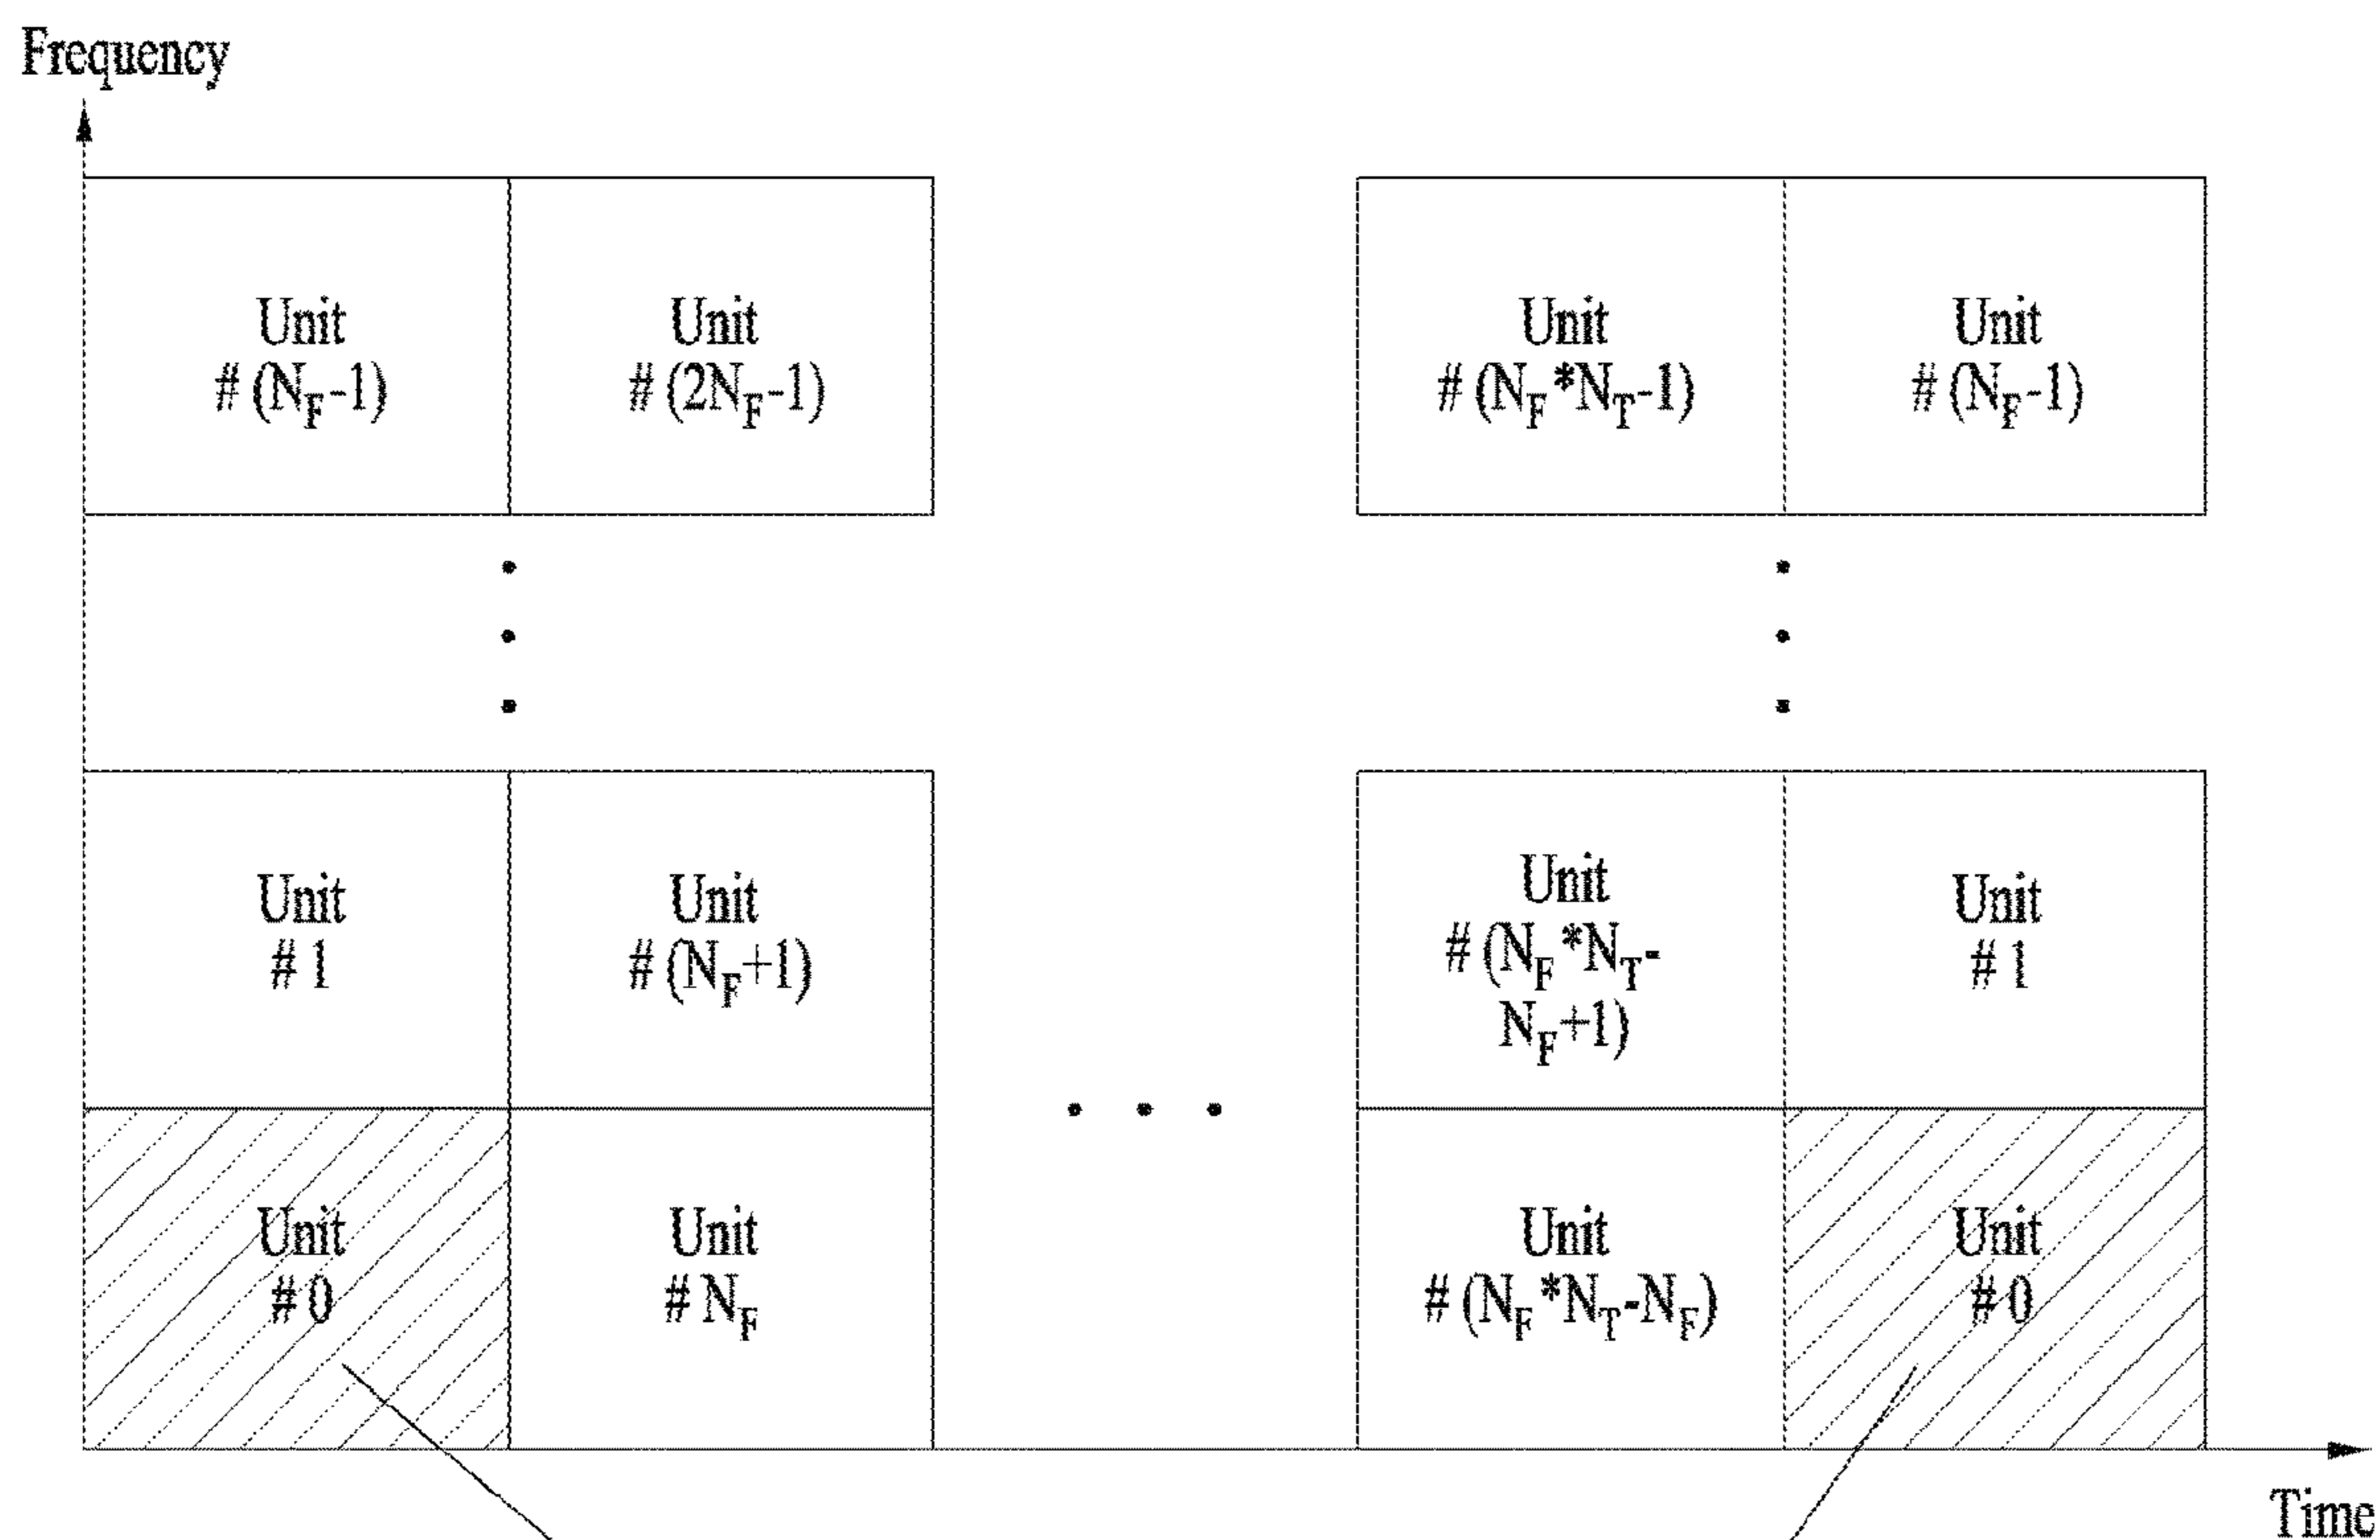 Frequency
Unit
# (N_F-1)
Unit
# (2N_F-1)
Unit
# (N_F*N_T-1)
Unit
# (N_F-1)
Unit
# 1
Unit
# (N_F+1)
Unit
# (N_F*N_T-
N_F+1)
Unit
# 1
Unit
# 0
Unit
# N_F
Unit
# (N_F*N_T-N_F)
Unit
# 0
Time